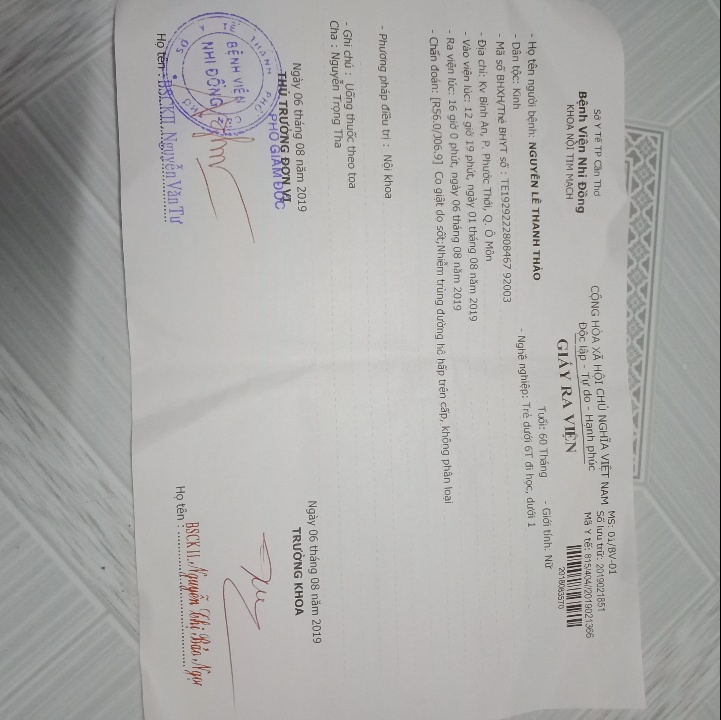 Sở Y Tế TP Cần Thơ
Bệnh Viện Nhi Đồng
KHOA NỘI TIM MẠCH
CỘNG HÒA XÃ HỘI CHỦ NGHĨA VIỆT NAM
Độc lập - Tự do - Hạnh phúc
GIẤY RA VIỆN
MS: 01/BV-01
Số lưu trữ: 2019021851
Mã Y tế: 815/404//2019021366
2018083570
- Họ tên người bệnh: NGUYỄN LÊ THANH THẢO
Tuổi: 60 Tháng - Giới tính: Nữ
- Dân tộc: Kinh
- Nghề nghiệp: Trẻ dưới 6T đi học, dưới 1
- Mã số BHXH/Thẻ BHYT số : TE1929222808467 92003
- Địa chỉ: Kv Bình An, P. Phước Thới, Q. Ô Môn
- Vào viện lúc: 12 giờ 19 phút, ngày 01 tháng 08 năm 2019
- Ra viện lúc: 16 giờ 0 phút, ngày 06 tháng 08 năm 2019
- Chẩn đoán: [R56.0/J06.9] Co giật do sốt;Nhiễm trùng đường hô hấp trên cấp, không phân loại
- Phương pháp điều trị : Nội khoa
- Ghi chú : Uống thuốc theo toa
Cha : Nguyễn Trọng Tha
Ngày 06 tháng 08 năm 2019
THỦ TRƯỞNG ĐƠN VỊ
PHÓ GIÁM ĐỐC
SỞ Y TẾ THÀNH PHỐ CẦN THƠ
BỆNH VIỆN
NHI ĐỒNG
Họ tên : BSCKII. Nguyễn Văn Tư
Ngày 06 tháng 08 năm 2019
TRƯỞNG KHOA
BSCKII. Nguyễn Thị Bảo Ngọc
Họ tên :